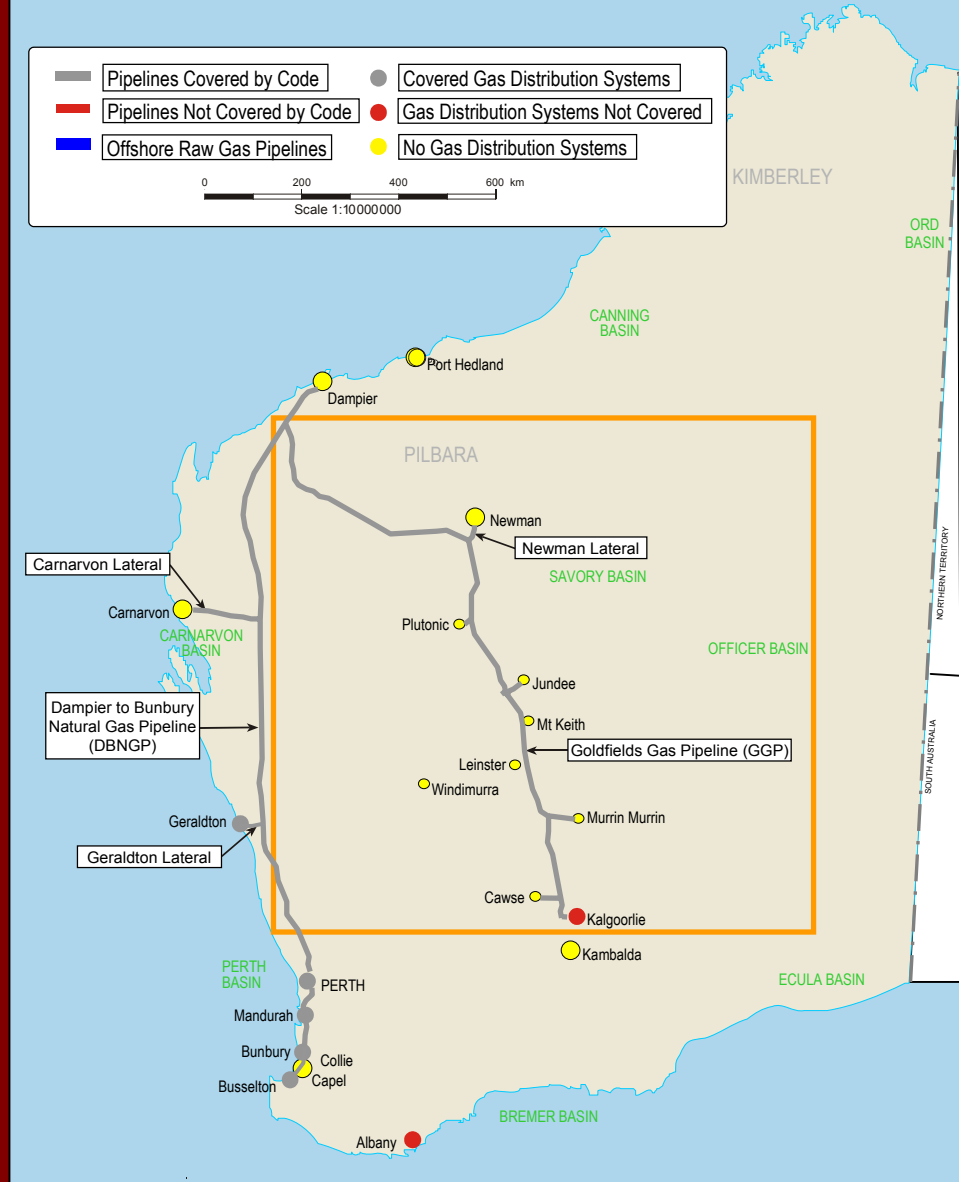 Pipelines Covered by Code
Covered Gas Distribution Systems
Pipelines Not Covered by Code
Gas Distribution Systems Not Covered
Offshore Raw Gas Pipelines
No Gas Distribution Systems
0 200 400 600 km
Scale 1:10000000
KIMBERLEY
ORD
BASIN
CANNING
BASIN
Port Hedland
Dampier
PILBARA
Newman
Newman Lateral
Carnarvon Lateral
SAVORY BASIN
NORTHERN TERRITORY
Carnarvon
Plutonic
CARNARVON
BASIN
OFFICER BASIN
Jundee
Dampier to Bunbury
Natural Gas Pipeline
(DBNGP)
Mt Keith
Goldfields Gas Pipeline (GGP)
SOUTH AUSTRALIA
Leinster
Windimurra
Geraldton
Murrin Murrin
Geraldton Lateral
Cawse
Kalgoorlie
Kambalda
PERTH
BASIN
ECULA BASIN
PERTH
Mandurah
Bunbury
Collie
Capel
Busselton
BREMER BASIN
Albany